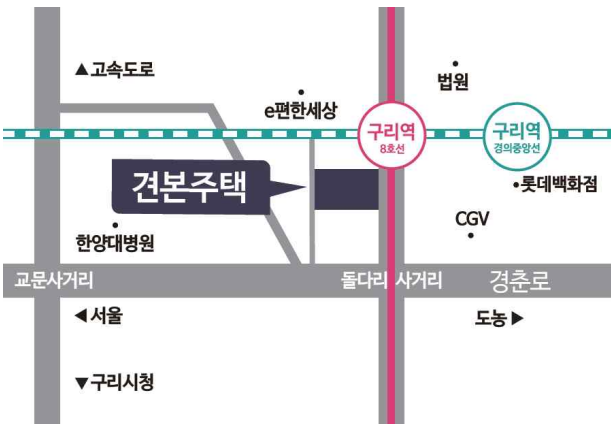 ▲고속도로
법원
e편한세상
구리역
8호선
구리역
경의중앙선
견본주택
•롯데백화점
CGV
한양대병원
교문사거리
돌다리 사거리
경춘로
◀서울
도농▶
▼구리시청